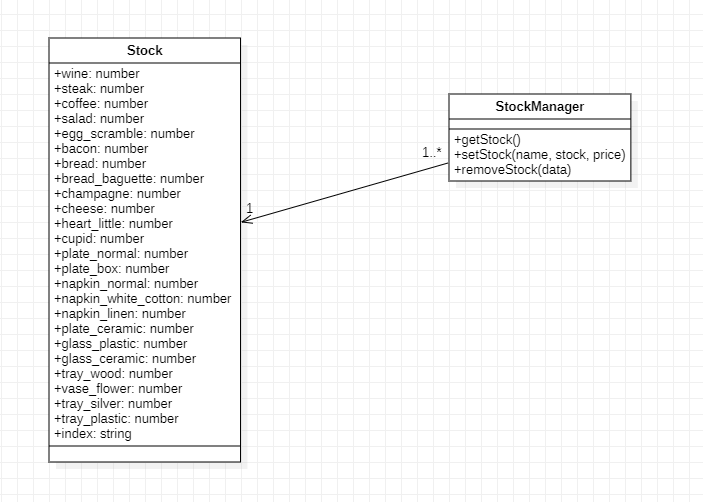 Stock
+wine: number
+steak: number
+coffee: number
+salad: number
+egg_scramble: number
+bacon: number
+bread: number
+bread_baguette: number
+champagne: number
+cheese: number
+heart_little: number
+cupid: number
+plate_normal: number
+plate_box: number
+napkin_normal: number
+napkin_white_cotton: number
+napkin_linen: number
+plate_ceramic: number
+glass_plastic: number
+glass_ceramic: number
+tray_wood: number
+vase_flower: number
+tray_silver: number
+tray_plastic: number
+index: string
1
1..*
StockManager
+getStock()
+setStock(name, stock, price)
+removeStock(data)